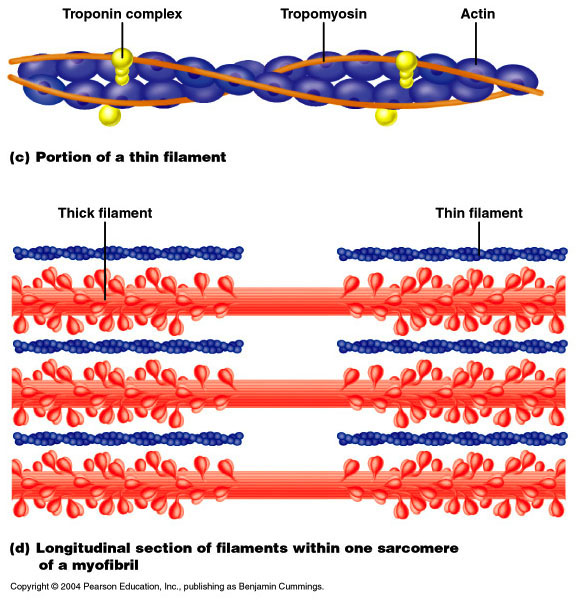 Troponin complex Tropomyosin Actin
(c) Portion of a thin filament
Thick filament Thin filament
(d) Longitudinal section of filaments within one sarcomere
of a myofibril
Copyright © 2004 Pearson Education, Inc., publishing as Benjamin Cummings.